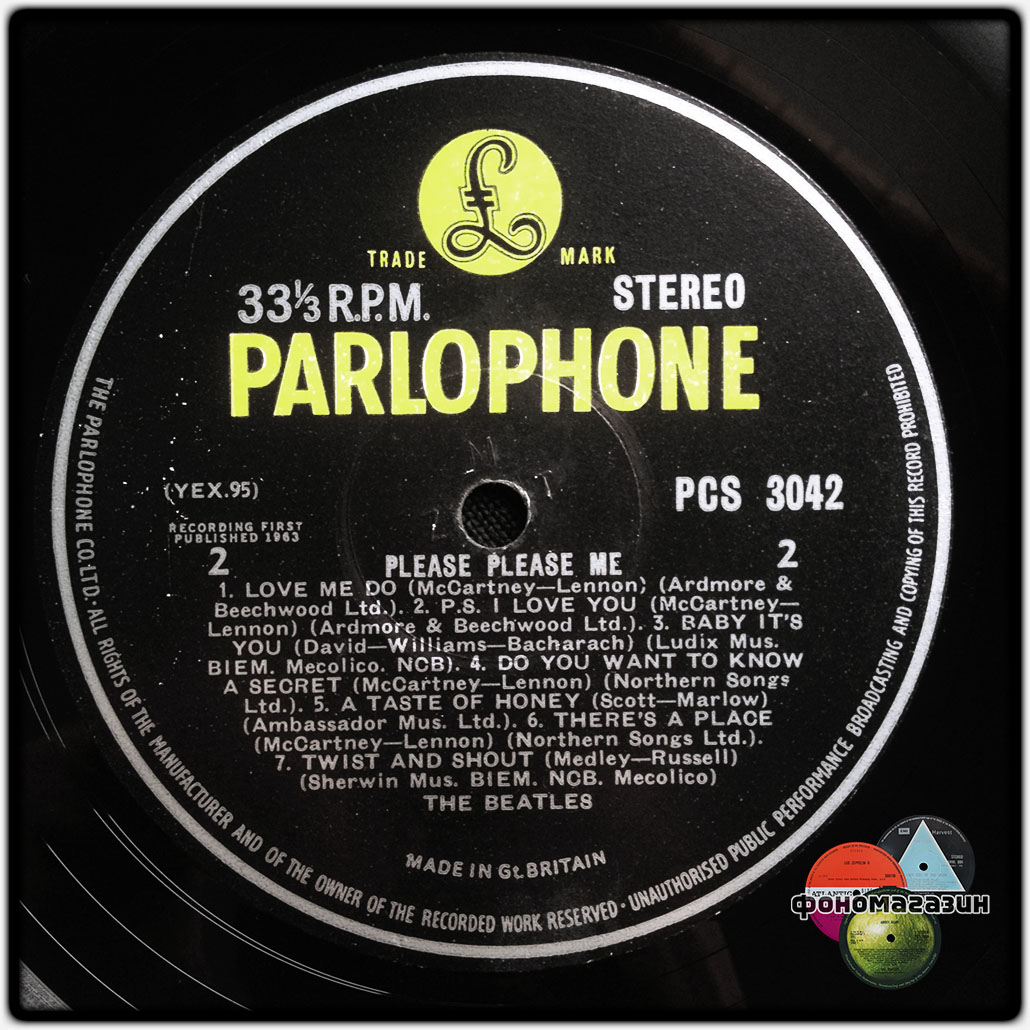 £
TRADE MARK
33⅓ R.P.M. STEREO
PARLOPHONE
(YEX.95) PCS 3042
RECORDING FIRST
PUBLISHED 1963
2 PLEASE PLEASE ME 2
1. LOVE ME DO (McCartney—Lennon) (Ardmore &
Beechwood Ltd.). 2. P.S. I LOVE YOU (McCartney—
Lennon) (Ardmore & Beechwood Ltd.). 3. BABY IT'S
YOU (David—Williams—Bacharach) (Ludix Mus.
BIEM. Mecolico. NCB). 4. DO YOU WANT TO KNOW
A SECRET (McCartney—Lennon) (Northern Songs
Ltd.). 5. A TASTE OF HONEY (Scott—Marlow)
(Ambassador Mus. Ltd.). 6. THERE'S A PLACE
(McCartney—Lennon) (Northern Songs Ltd.).
7. TWIST AND SHOUT (Medley—Russell)
(Sherwin Mus. BIEM. NCB. Mecolico)
THE BEATLES
MADE IN Gt. BRITAIN
THE PARLOPHONE CO. LTD. · ALL RIGHTS OF THE MANUFACTURER AND OF THE OWNER OF THE RECORDED WORK RESERVED · UNAUTHORISED PUBLIC PERFORMANCE BROADCASTING AND COPYING OF THIS RECORD PROHIBITED
Harvest
EMI
ATLANTIC
фономагазин